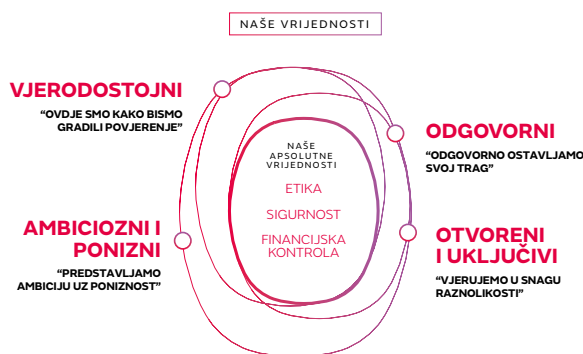 NAŠE VRIJEDNOSTI
VJERODOSTOJNI
“OVDJE SMO KAKO BISMO
GRADILI POVJERENJE”
ODGOVORNI
“ODGOVORNO OSTAVLJAMO
SVOJ TRAG”
NAŠE
APSOLUTNE
VRIJEDNOSTI
ETIKA
SIGURNOST
FINANCIJSKA
KONTROLA
AMBICIOZNI I
PONIZNI
“PREDSTAVLJAMO
AMBICIJU UZ PONIZNOST”
OTVORENI
I UKLJUČIVI
“VJERUJEMO U SNAGU
RAZNOLIKOSTI”